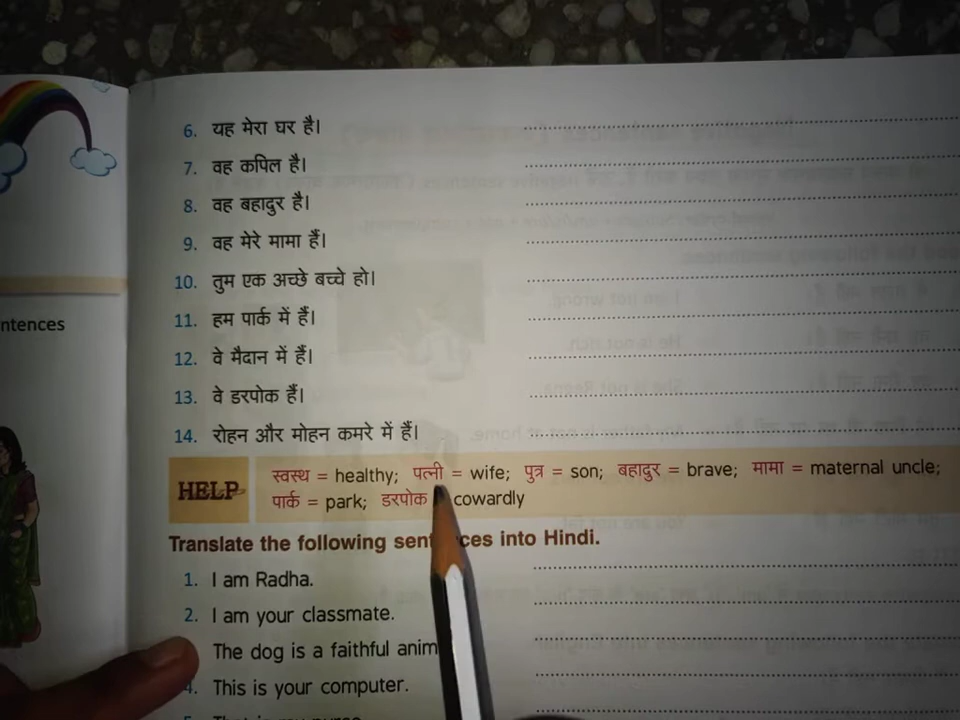 6. यह मेरा घर है।
7. वह कपिल है।
8. वह बहादुर है।
9. वह मेरे मामा हैं।
10. तुम एक अच्छे बच्चे हो।
11. हम पार्क में हैं।
12. वे मैदान में हैं।
13. वे डरपोक हैं।
14. रोहन और मोहन कमरे में हैं।
ntences
HELP
स्वस्थ = healthy; पत्नी = wife; पुत्र = son; बहादुर = brave; मामा = maternal uncle;
पार्क = park; डरपोक cowardly
Translate the following sen ces into Hindi.
1. I am Radha.
2. I am your classmate.
The dog is a faithful anim
4. This is your computer.